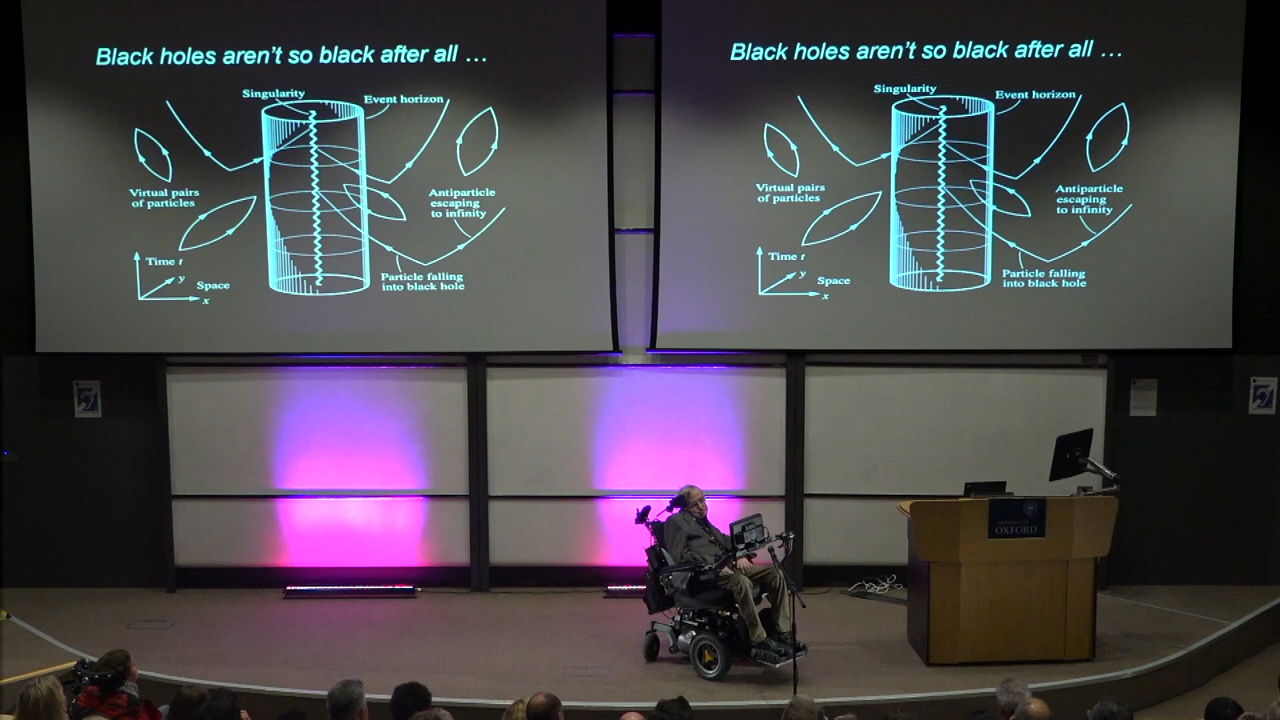 Black holes aren't so black after all …
Singularity
Event horizon
Virtual pairs
of particles
Antiparticle
escaping
to infinity
Time t
y
Space
x
Particle falling
into black hole
Black holes aren't so black after all …
Singularity
Event horizon
Virtual pairs
of particles
Antiparticle
escaping
to infinity
Time t
y
Space
x
Particle falling
into black hole
UNIVERSITY OF
OXFORD